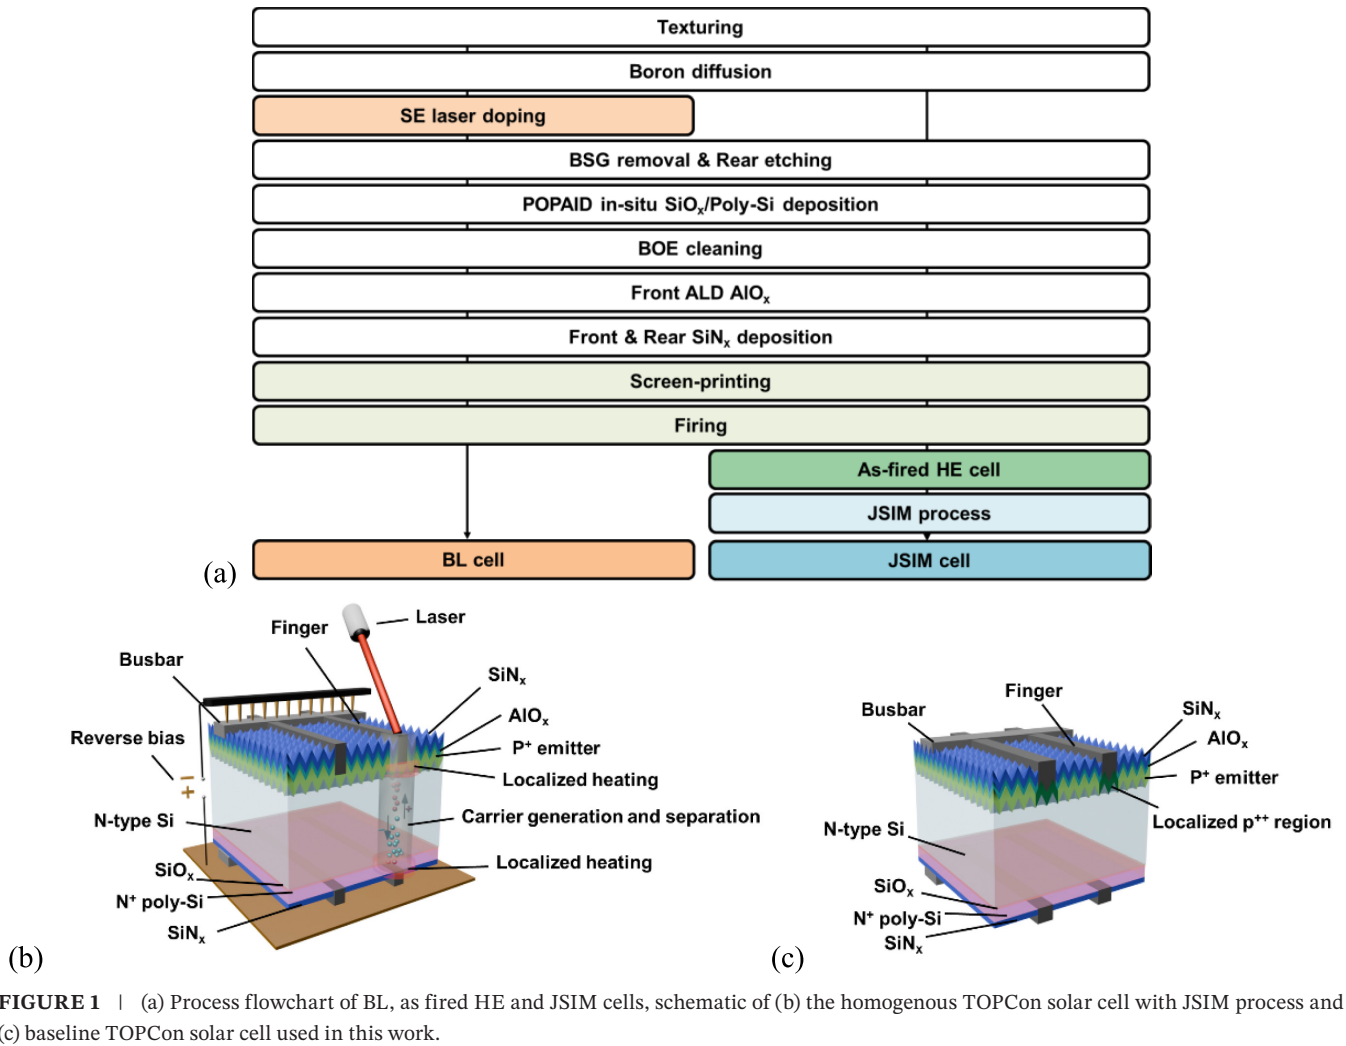 Texturing
Boron diffusion
SE laser doping
BSG removal & Rear etching
POPAID in-situ SiOx/Poly-Si deposition
BOE cleaning
Front ALD AlOx
Front & Rear SiNx deposition
Screen-printing
Firing
As-fired HE cell
JSIM process
BL cell
JSIM cell
(a)
Laser
Finger
Busbar
SiNx
AlOx
Reverse bias
P+ emitter
Localized heating
− +
Carrier generation and separation
N-type Si
Localized heating
SiOx
N+ poly-Si
SiNx
(b)
Finger
Busbar
SiNx
AlOx
P+ emitter
Localized p++ region
N-type Si
SiOx
N+ poly-Si
SiNx
(c)
FIGURE 1 | (a) Process flowchart of BL, as fired HE and JSIM cells, schematic of (b) the homogenous TOPCon solar cell with JSIM process and
(c) baseline TOPCon solar cell used in this work.